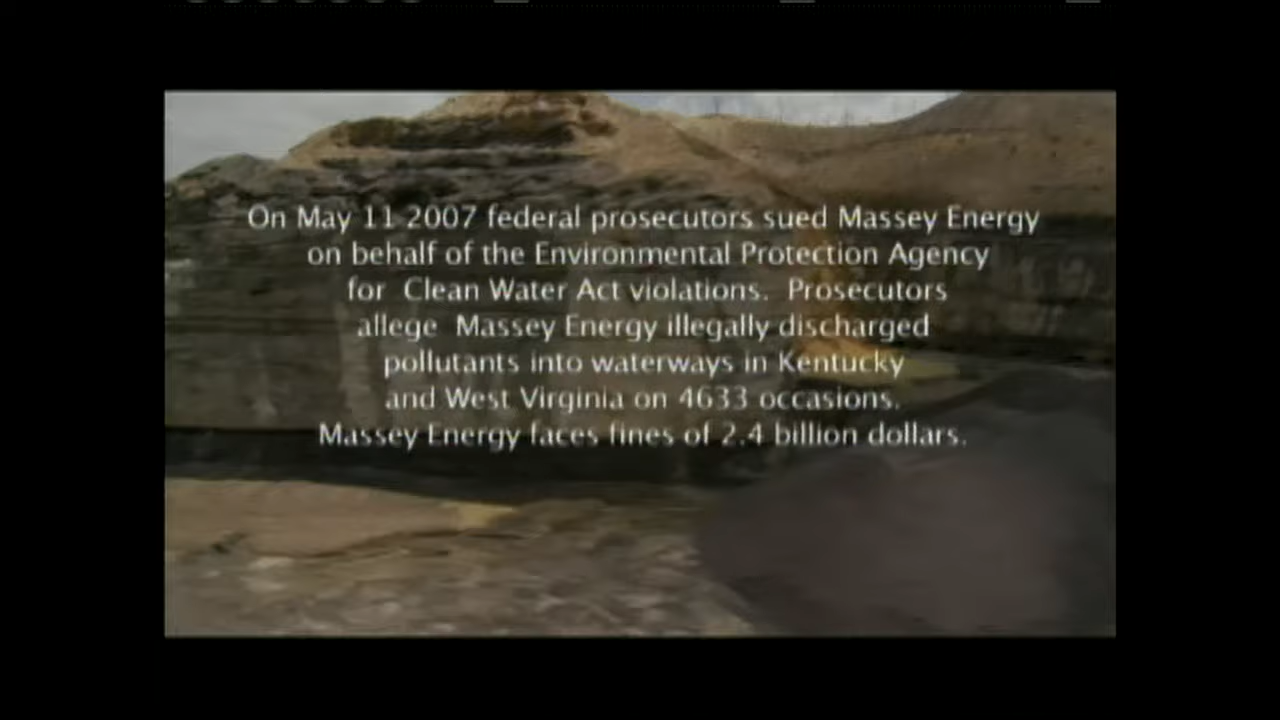 On May 11 2007 federal prosecutors sued Massey Energy
on behalf of the Environmental Protection Agency
for Clean Water Act violations. Prosecutors
allege Massey Energy illegally discharged
pollutants into waterways in Kentucky
and West Virginia on 4633 occasions.
Massey Energy faces fines of 2.4 billion dollars.